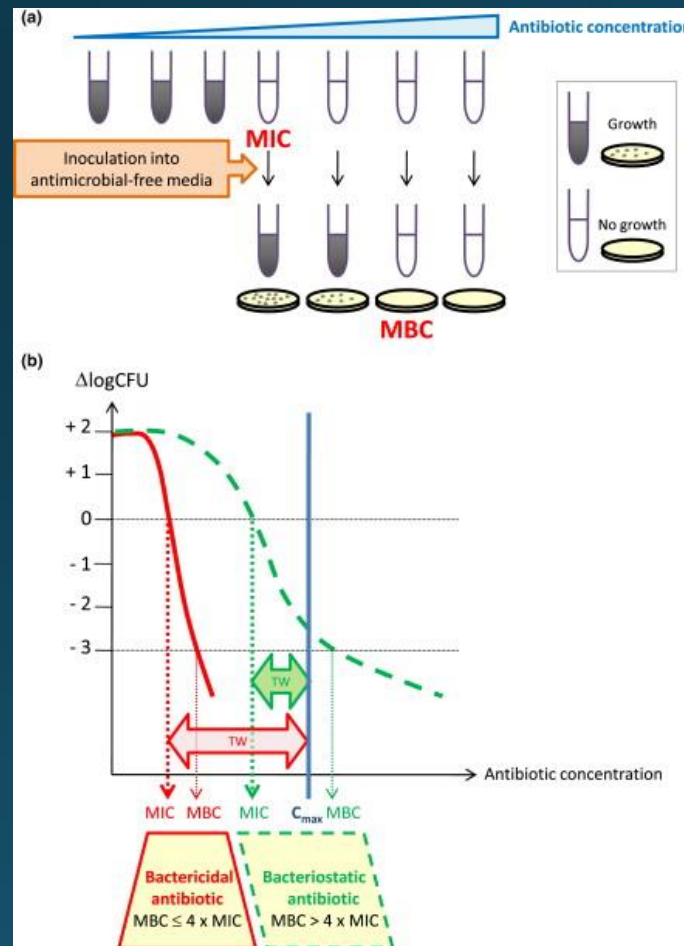 (a)
Antibiotic concentration
MIC
Inoculation into
antimicrobial-free media
Growth
No growth
MBC
(b)
ΔlogCFU
+ 2
+ 1
0
- 1
- 2
- 3
TW
TW
Antibiotic concentration
MIC MBC MIC Cmax MBC
Bactericidal
antibiotic
MBC ≤ 4 x MIC
Bacteriostatic
antibiotic
MBC > 4 x MIC